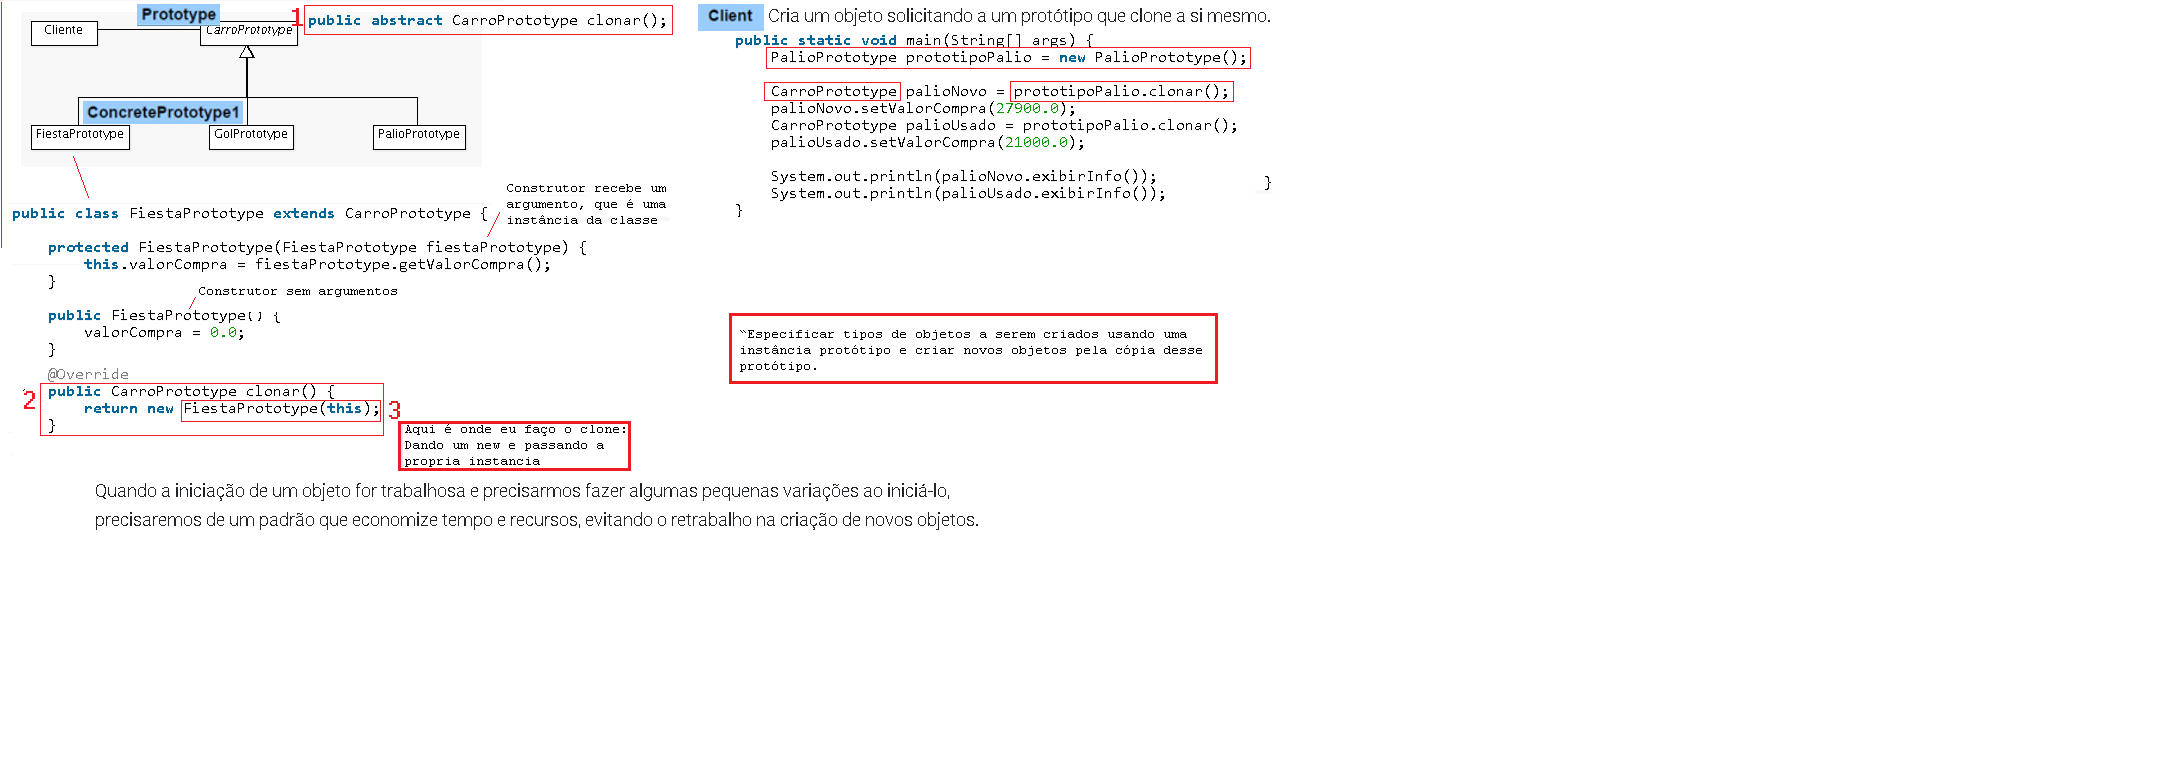 Prototype
Cliente
CarroPrototype
1
public abstract CarroPrototype clonar();
ConcretePrototype1
FiestaPrototype
GolPrototype
PalioPrototype
Construtor recebe um
argumento, que é uma
instância da classe
public class FiestaPrototype extends CarroPrototype {
protected FiestaPrototype(FiestaPrototype fiestaPrototype) {
this.valorCompra = fiestaPrototype.getValorCompra();
}
Construtor sem argumentos
public FiestaPrototype() {
valorCompra = 0.0;
}
@Override
2
public CarroPrototype clonar() {
return new FiestaPrototype(this);
}
3
Aqui é onde eu faço o clone:
Dando um new e passando a
propria instancia
Client Cria um objeto solicitando a um protótipo que clone a si mesmo.
public static void main(String[] args) {
PalioPrototype prototipoPalio = new PalioPrototype();
CarroPrototype palioNovo = prototipoPalio.clonar();
palioNovo.setValorCompra(27900.0);
CarroPrototype palioUsado = prototipoPalio.clonar();
palioUsado.setValorCompra(21000.0);
System.out.println(palioNovo.exibirInfo());
System.out.println(palioUsado.exibirInfo());
}
}
“Especificar tipos de objetos a serem criados usando uma
instância protótipo e criar novos objetos pela cópia desse
protótipo.
Quando a iniciação de um objeto for trabalhosa e precisarmos fazer algumas pequenas variações ao iniciá-lo,
precisaremos de um padrão que economize tempo e recursos, evitando o retrabalho na criação de novos objetos.